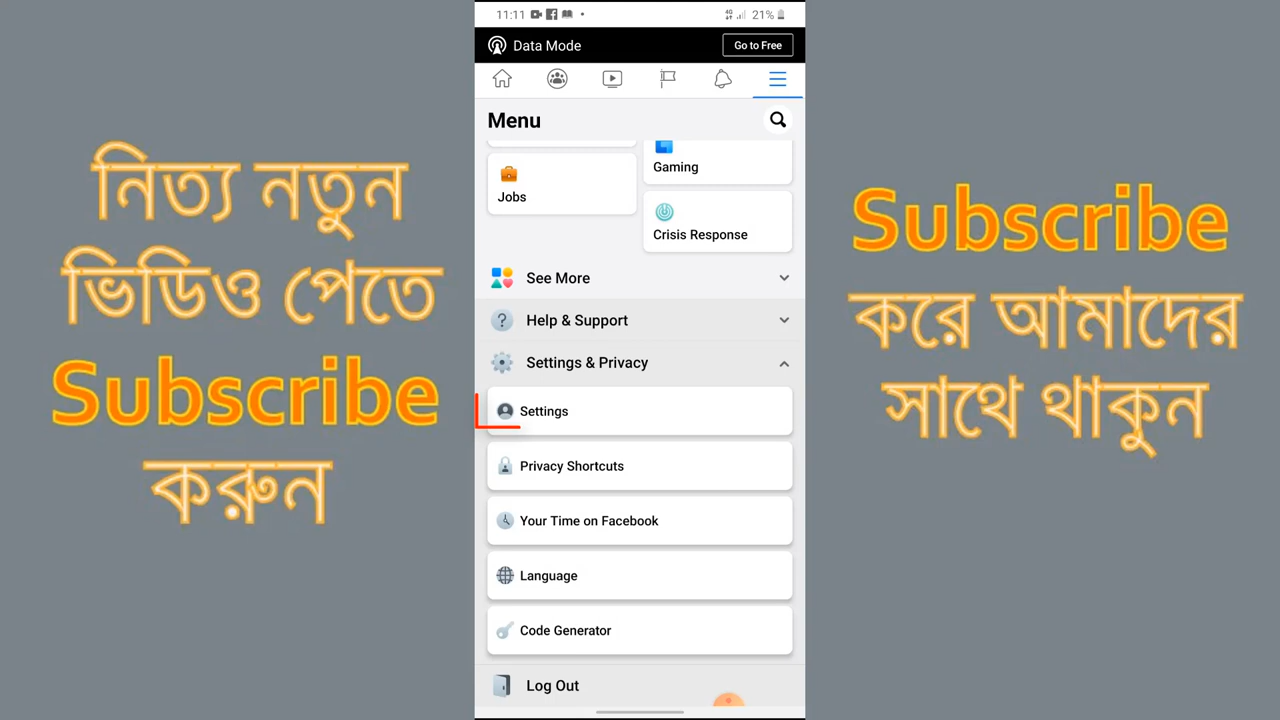 নিত্য নতুন
ভিডিও পেতে
Subscribe
করুন
11:11
4G
21%
Data Mode
Go to Free
Menu
Gaming
Jobs
Crisis Response
See More
Help & Support
Settings & Privacy
Settings
Privacy Shortcuts
Your Time on Facebook
Language
Code Generator
Log Out
Subscribe
করে আমাদের
সাথে থাকুন